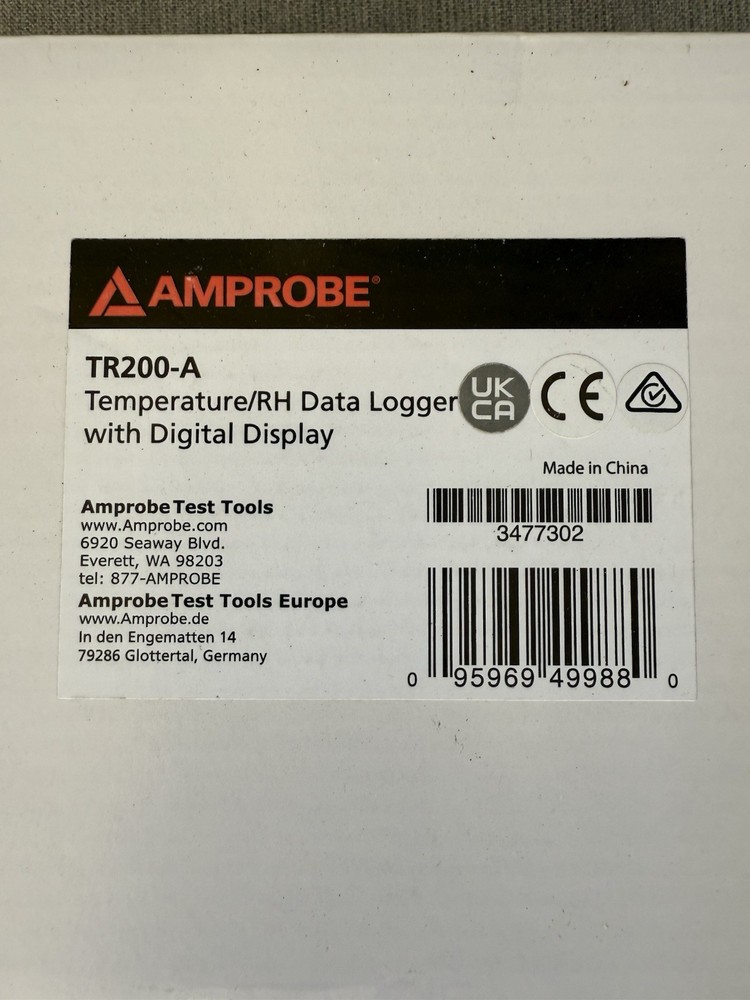 AMPROBE®
TR200-A
Temperature/RH Data Logger
with Digital Display
UK
CA
CE
Made in China
Amprobe Test Tools
www.Amprobe.com
6920 Seaway Blvd.
Everett, WA 98203
tel: 877-AMPROBE
Amprobe Test Tools Europe
www.Amprobe.de
In den Engematten 14
79286 Glottertal, Germany
3477302
0 95969 49988 0